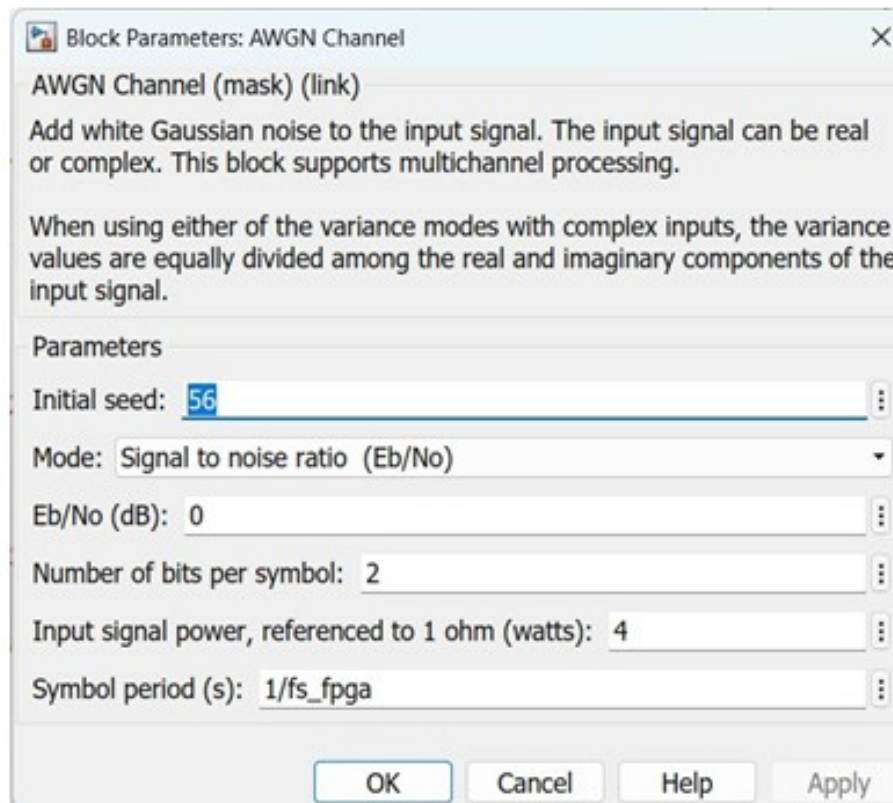 Block Parameters: AWGN Channel
AWGN Channel (mask) (link)
Add white Gaussian noise to the input signal. The input signal can be real
or complex. This block supports multichannel processing.
When using either of the variance modes with complex inputs, the variance
values are equally divided among the real and imaginary components of the
input signal.
Parameters
Initial seed: 56
Mode: Signal to noise ratio (Eb/No)
Eb/No (dB): 0
Number of bits per symbol: 2
Input signal power, referenced to 1 ohm (watts): 4
Symbol period (s): 1/fs_fpga
OK Cancel Help Apply